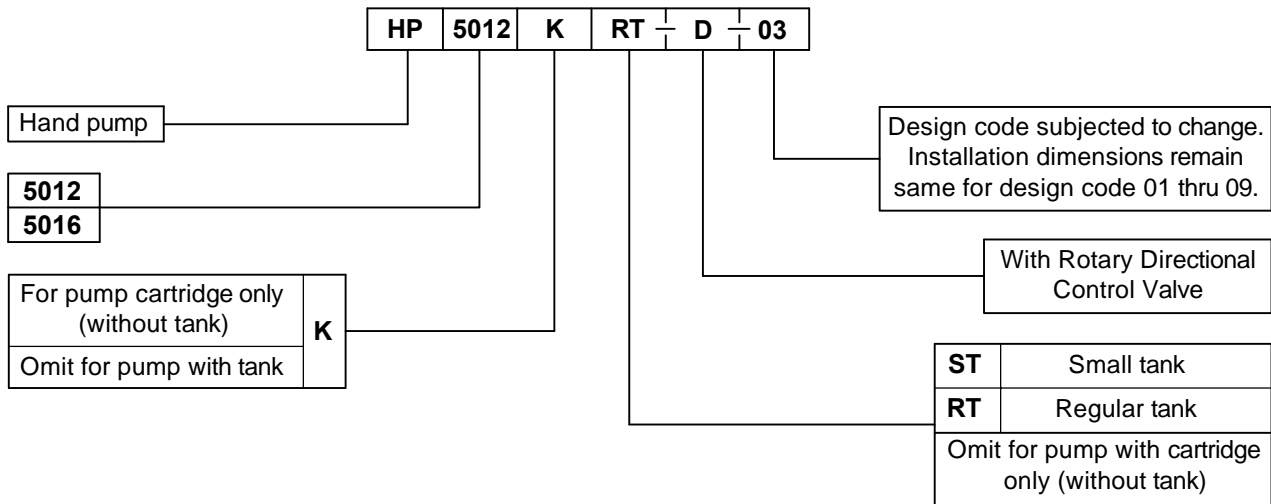 HP 5012 K RT - D - 03
Hand pump
5012
5016
For pump cartridge only
(without tank)
K
Omit for pump with tank
Design code subjected to change.
Installation dimensions remain
same for design code 01 thru 09.
With Rotary Directional
Control Valve
ST Small tank
RT Regular tank
Omit for pump with cartridge
only (without tank)